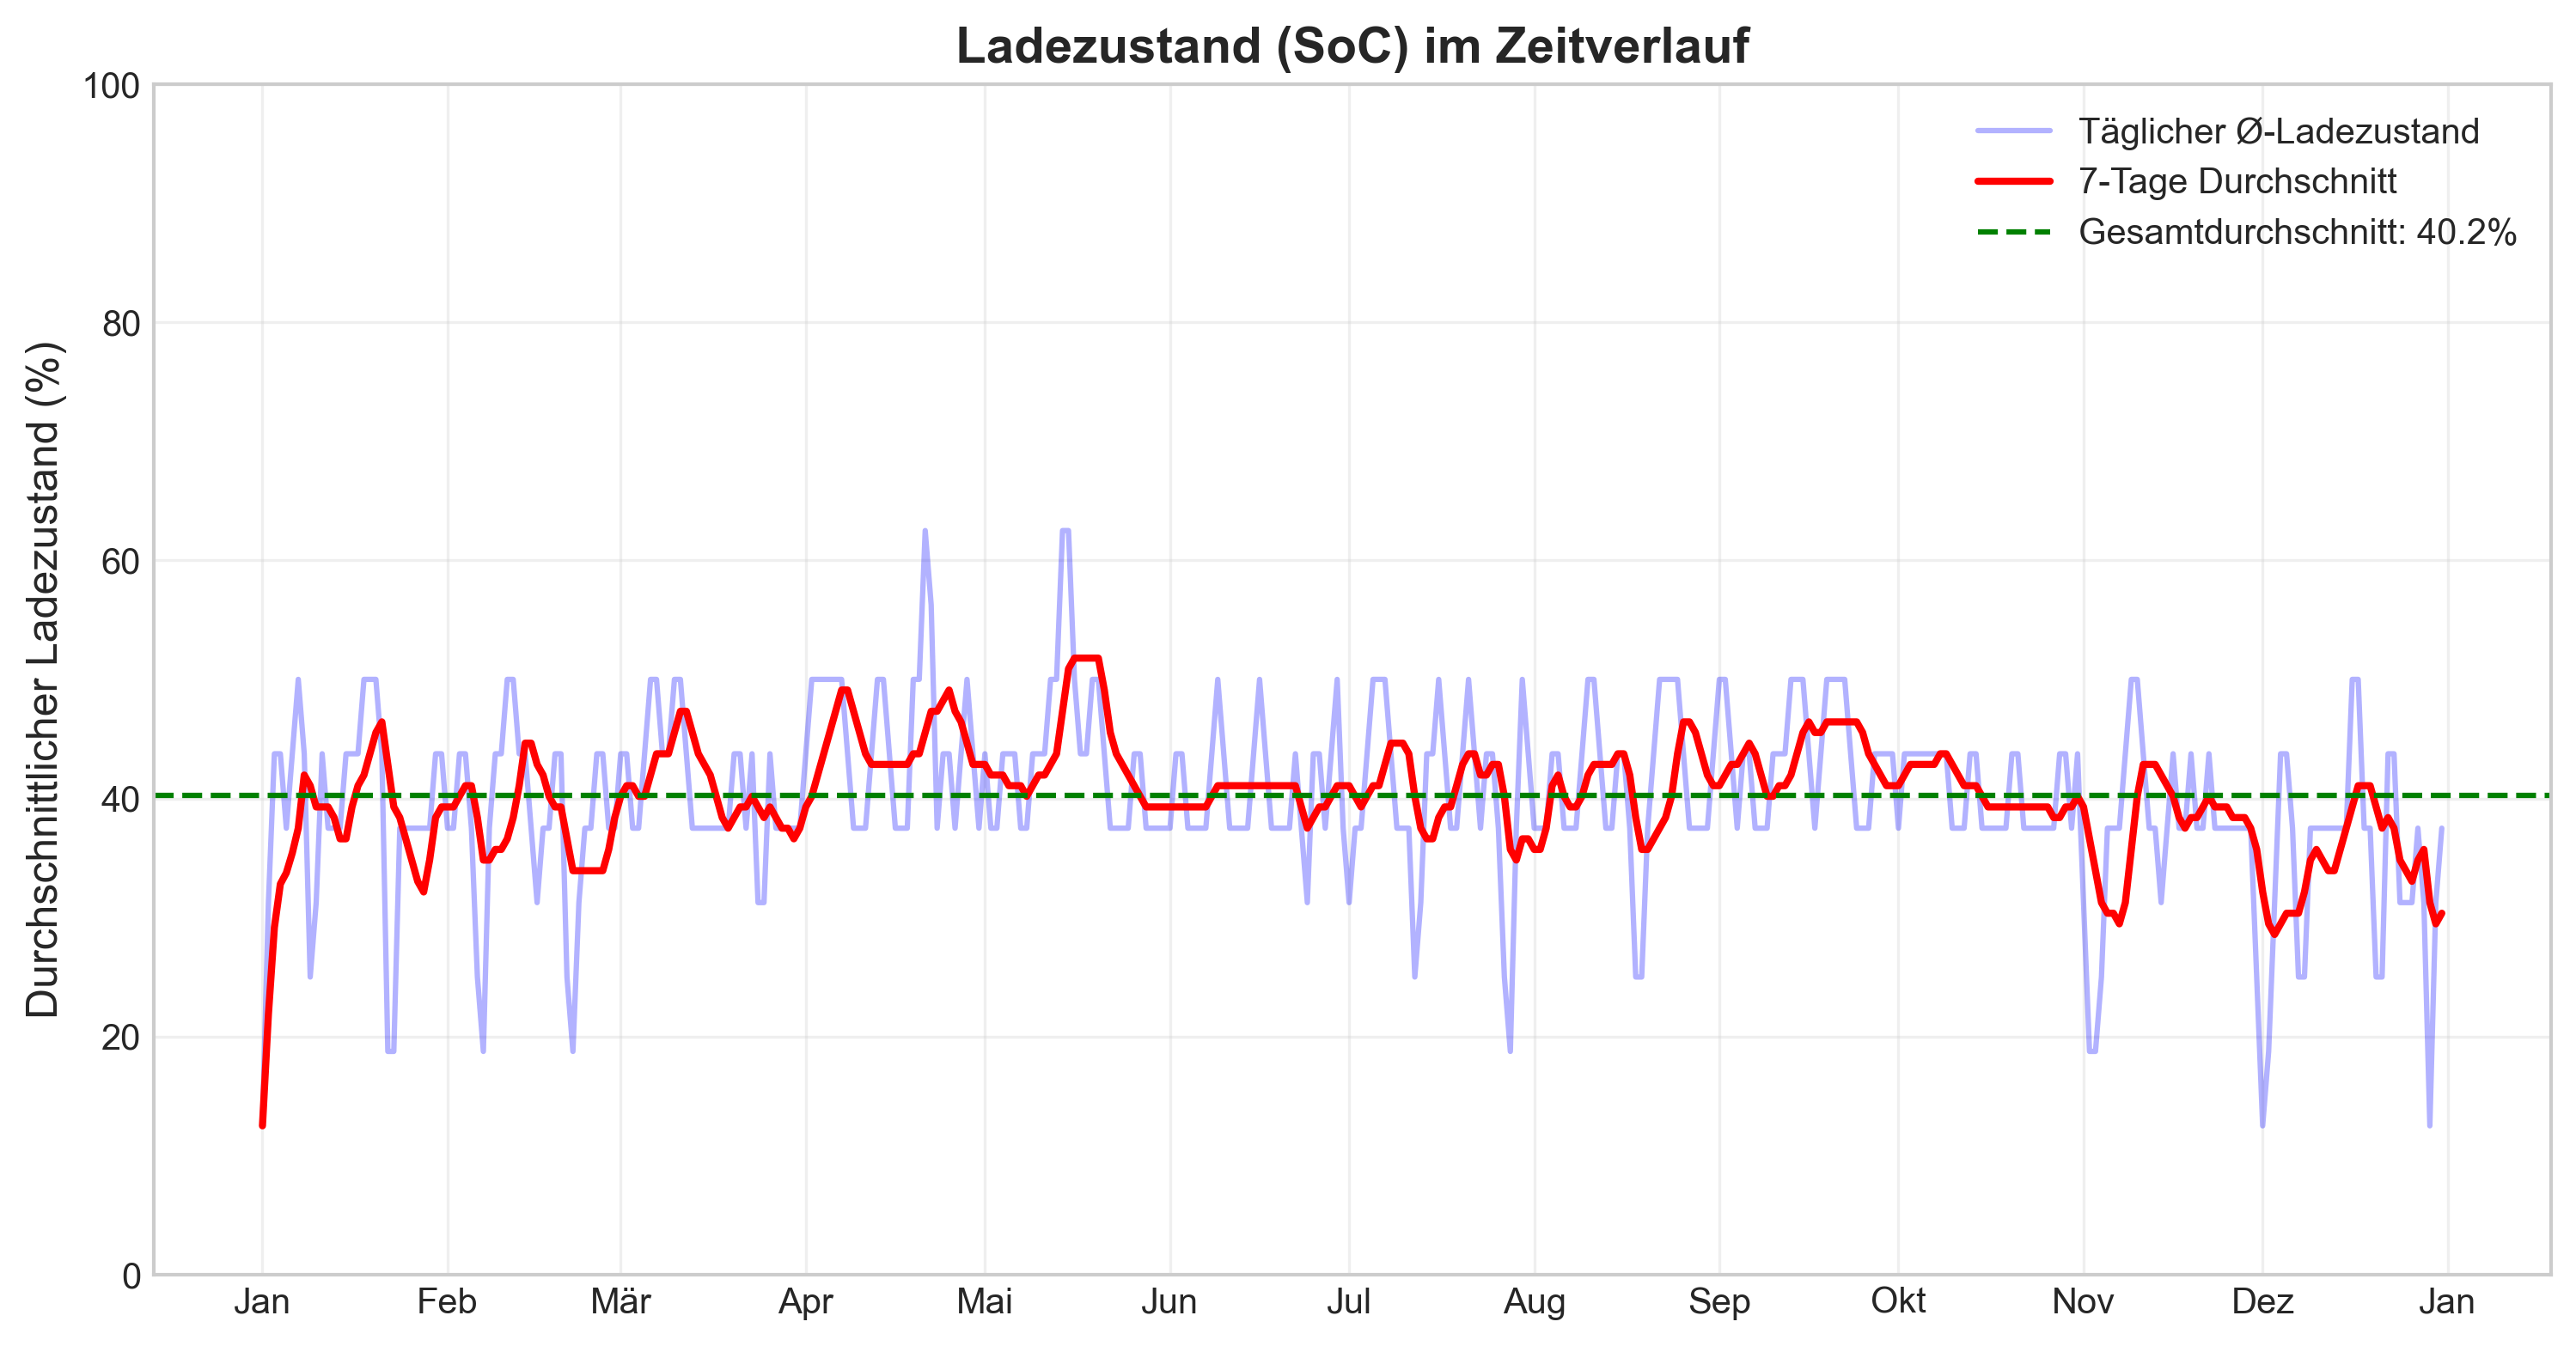 Ladezustand (SoC) im Zeitverlauf
Durchschnittlicher Ladezustand (%)
100
80
60
40
20
0
Täglicher Ø-Ladezustand
7-Tage Durchschnitt
Gesamtdurchschnitt: 40.2%
Jan Feb Mär Apr Mai Jun Jul Aug Sep Okt Nov Dez Jan